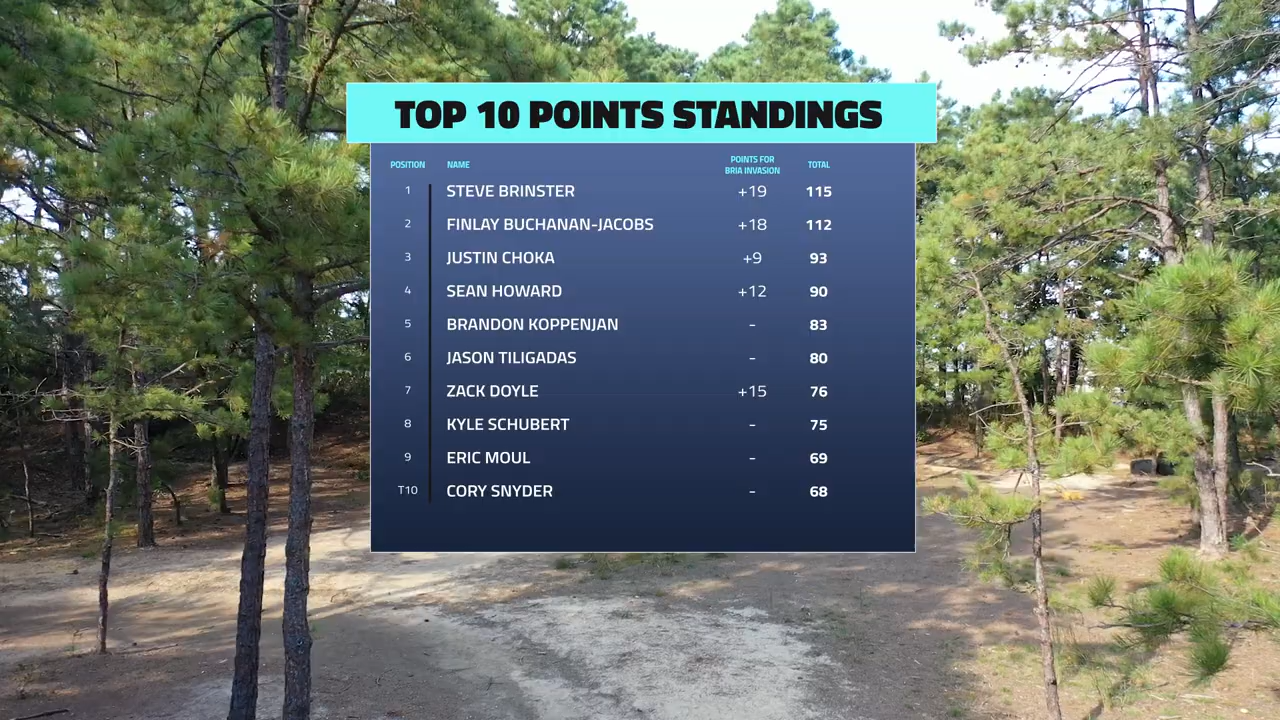 TOP 10 POINTS STANDINGS
POSITION NAME POINTS FOR BRIA INVASION TOTAL
1 STEVE BRINSTER +19 115
2 FINLAY BUCHANAN-JACOBS +18 112
3 JUSTIN CHOKA +9 93
4 SEAN HOWARD +12 90
5 BRANDON KOPPENJAN - 83
6 JASON TILIGADAS - 80
7 ZACK DOYLE +15 76
8 KYLE SCHUBERT - 75
9 ERIC MOUL - 69
T10 CORY SNYDER - 68